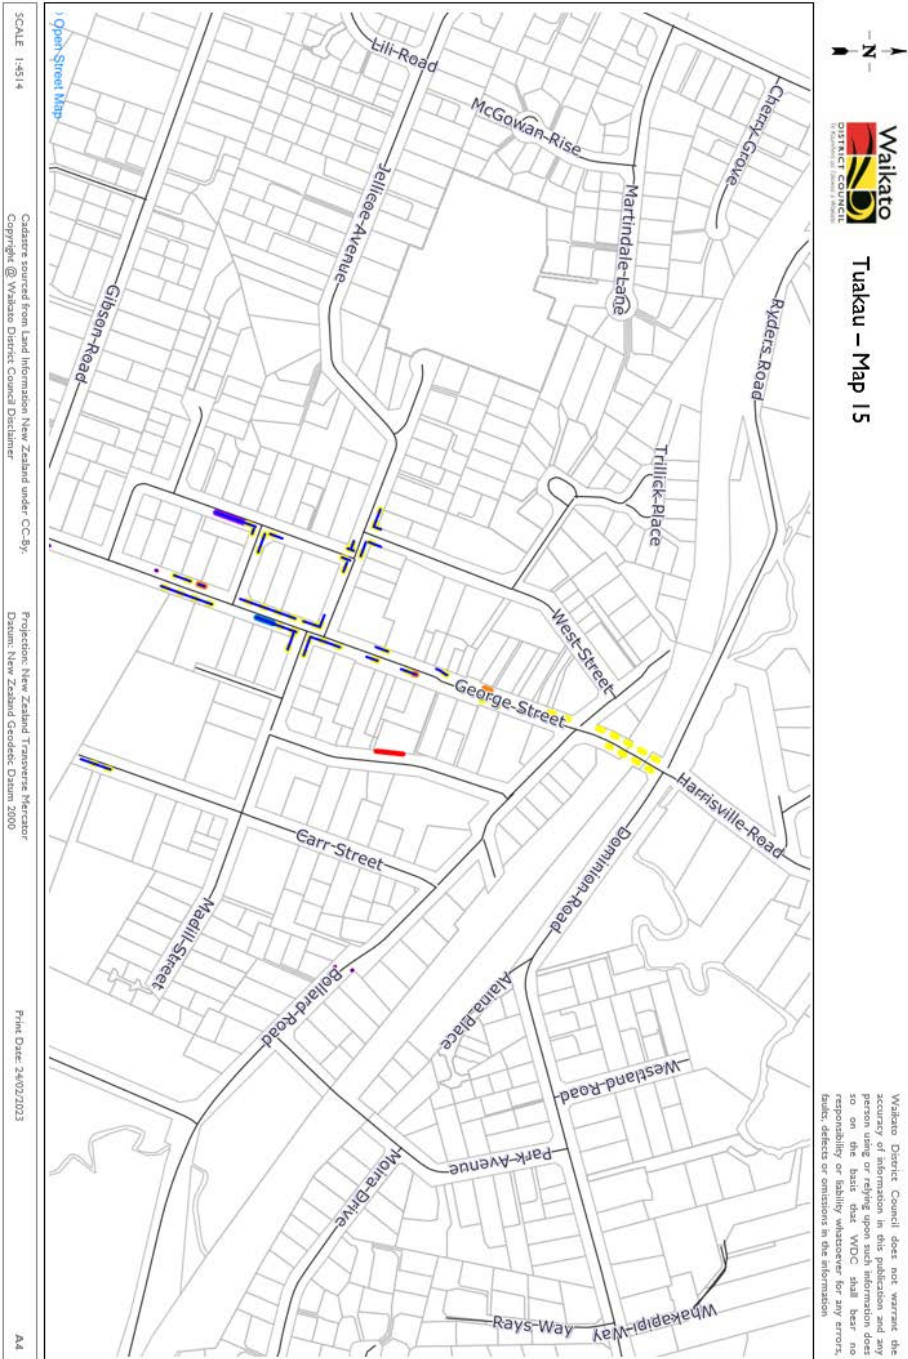 N
Waikato
DISTRICT COUNCIL
Tuakau – Map 15
Waikato District Council does not warrant the
accuracy of information in this publication and any
person using or relying upon such information does
so on the basis that WDC shall bear no
responsibility or liability whatsoever for any errors,
faults, defects or omissions in the information
Cherry Grove
Ryders Road
Lili Road
McGowan Rise
Martindale Lane
Jellicoe Avenue
Gibson Road
Trillick Place
West Street
George Street
Harrisville Road
Dominion Road
Carr Street
Madill Street
Bollard Road
Alaina Place
Westland Road
Park Avenue
Moira Drive
Rays Way
Whakapipi Way
Open Street Map
SCALE 1:4514
Cadastre sourced from Land Information New Zealand under CC-By.
Copyright @ Waikato District Council Disclaimer
Projection: New Zealand Transverse Mercator
Datum: New Zealand Geodetic Datum 2000
Print Date: 24/02/2023
A4